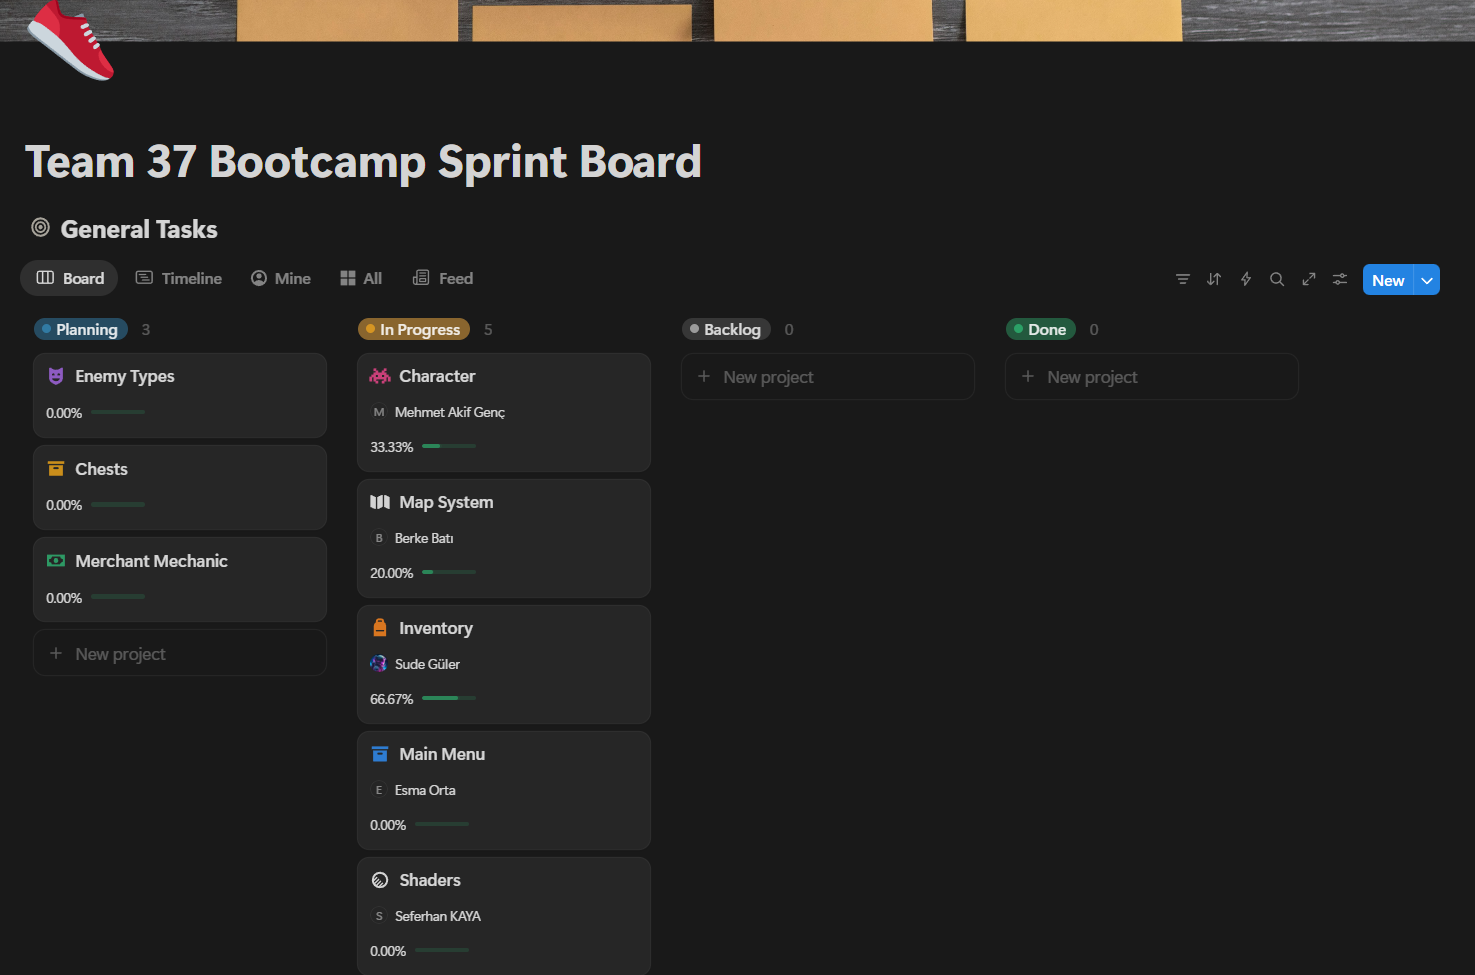 Team 37 Bootcamp Sprint Board
General Tasks
Board
Timeline
Mine
All
Feed
New
Planning 3
Enemy Types
0.00%
Chests
0.00%
Merchant Mechanic
0.00%
+ New project
In Progress 5
Character
M Mehmet Akif Genç
33.33%
Map System
B Berke Batı
20.00%
Inventory
Sude Güler
66.67%
Main Menu
E Esma Orta
0.00%
Shaders
S Seferhan KAYA
0.00%
Backlog 0
+ New project
Done 0
+ New project